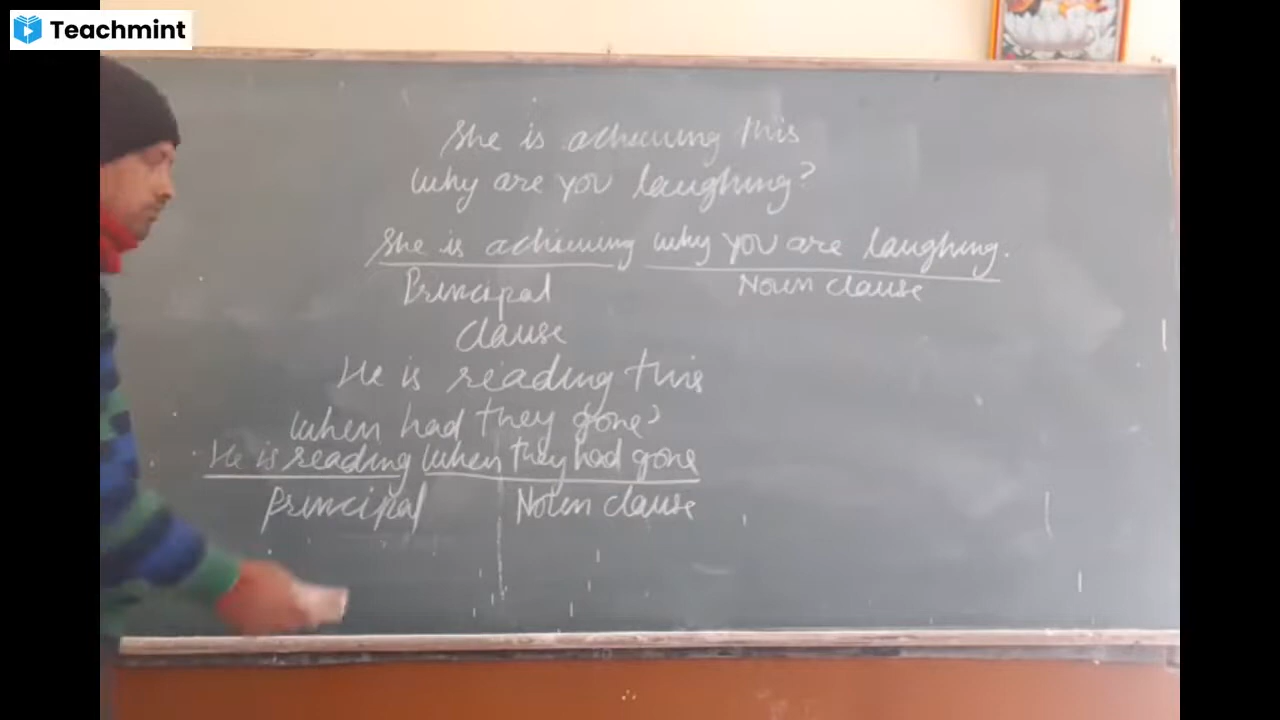 Teachmint
She is achieving this
Why are you laughing?
She is achieving why you are laughing.
Principal Noun clause
Clause
He is reading this
When had they gone?
He is reading when they had gone
Principal Noun clause